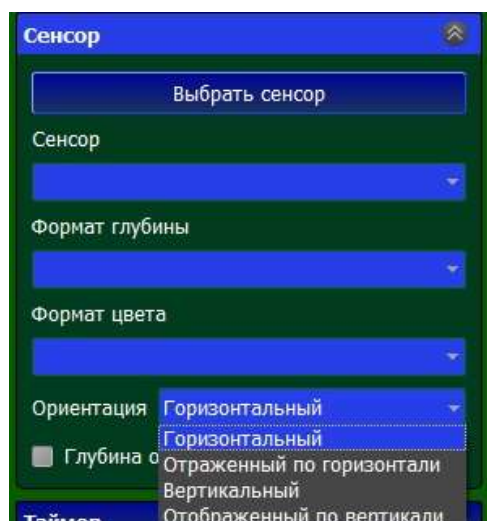 Сенсор
Выбрать сенсор
Сенсор
Формат глубины
Формат цвета
Ориентация Горизонтальный
Горизонтальный
Глубина
Отраженный по горизонтали
Вертикальный
Таймер
Отображенный по вертикали